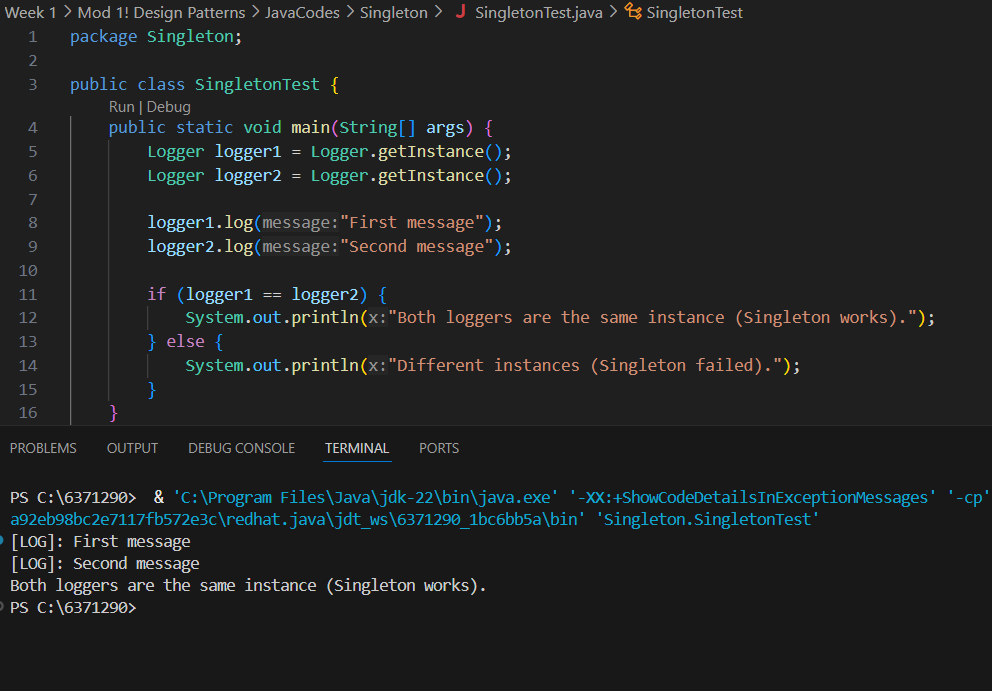 Week 1 > Mod 1! Design Patterns > JavaCodes > Singleton > J SingletonTest.java > SingletonTest
1 package Singleton;
2
3 public class SingletonTest {
Run | Debug
4 public static void main(String[] args) {
5 Logger logger1 = Logger.getInstance();
6 Logger logger2 = Logger.getInstance();
7
8 logger1.log(message:"First message");
9 logger2.log(message:"Second message");
10
11 if (logger1 == logger2) {
12 System.out.println(x:"Both loggers are the same instance (Singleton works).");
13 } else {
14 System.out.println(x:"Different instances (Singleton failed).");
15 }
16 }
PROBLEMS OUTPUT DEBUG CONSOLE TERMINAL PORTS
PS C:\6371290> & 'C:\Program Files\Java\jdk-22\bin\java.exe' '-XX:+ShowCodeDetailsInExceptionMessages' '-cp'
a92eb98bc2e7117fb572e3c\redhat.java\jdt_ws\6371290_1bc6bb5a\bin' 'Singleton.SingletonTest'
[LOG]: First message
[LOG]: Second message
Both loggers are the same instance (Singleton works).
PS C:\6371290>